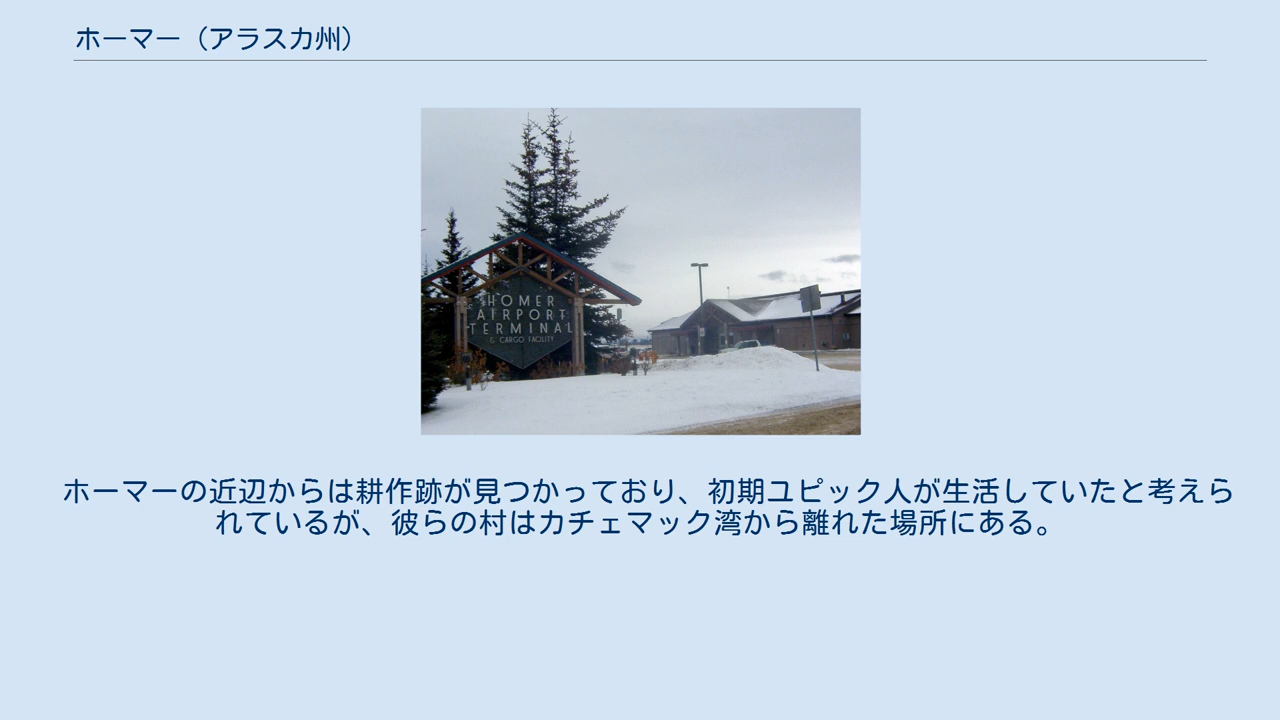 ホーマー（アラスカ州）
HOMER
AIRPORT
TERMINAL
& CARGO FACILITY
ホーマーの近辺からは耕作跡が見つかっており、初期ユピック人が生活していたと考えら
れているが、彼らの村はカチェマック湾から離れた場所にある。